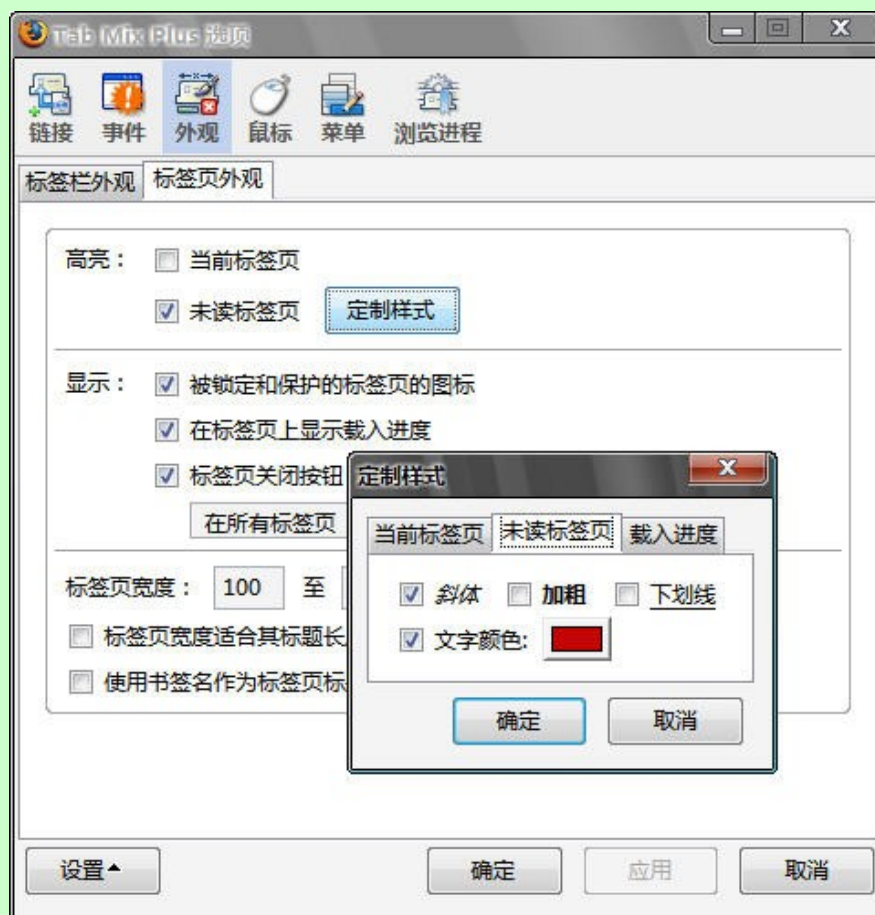 Tab Mix Plus 选项
链接 事件 外观 鼠标 菜单 浏览进程
标签栏外观 标签页外观
高亮： 当前标签页
未读标签页 定制样式
显示： 被锁定和保护的标签页的图标
在标签页上显示载入进度
标签页关闭按钮
在所有标签页
标签页宽度： 100 至
标签页宽度适合其标题长
使用书签名作为标签页标
定制样式
当前标签页 未读标签页 载入进度
斜体 加粗 下划线
文字颜色:
确定 取消
设置 确定 应用 取消